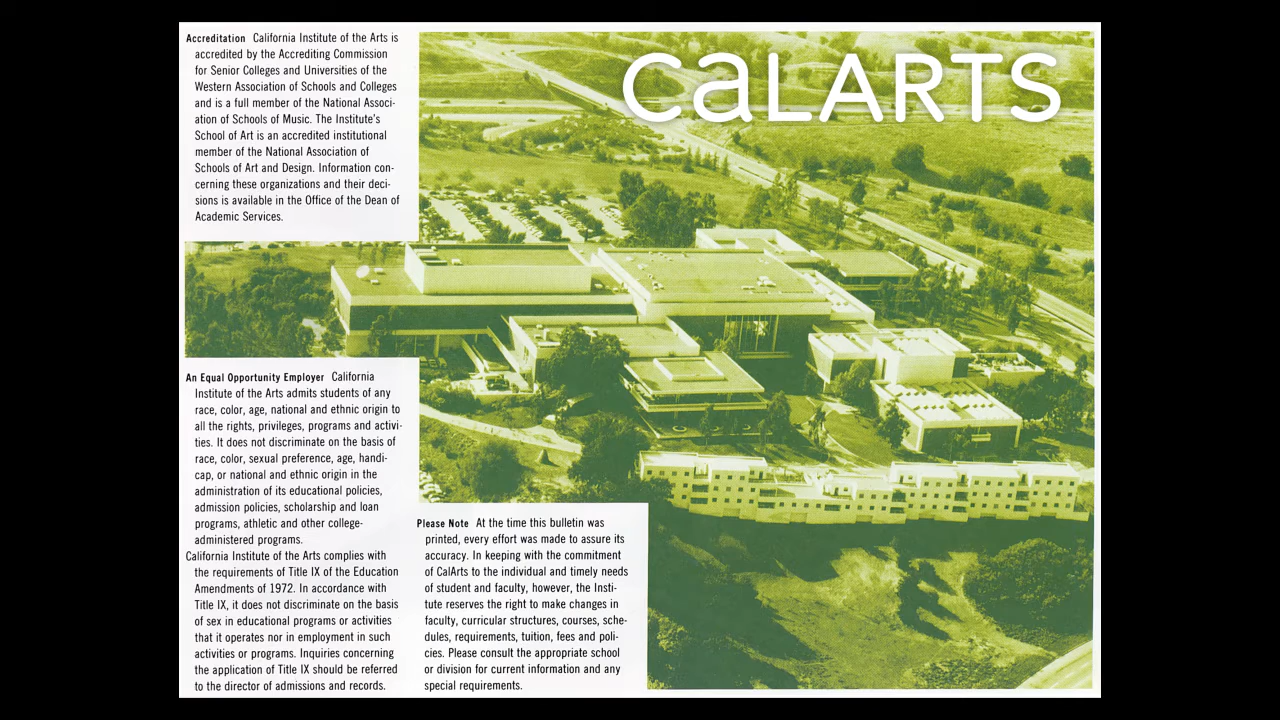 CALARTS
Accreditation California Institute of the Arts is
accredited by the Accrediting Commission
for Senior Colleges and Universities of the
Western Association of Schools and Colleges
and is a full member of the National Associ-
ation of Schools of Music. The Institute's
School of Art is an accredited institutional
member of the National Association of
Schools of Art and Design. Information con-
cerning these organizations and their deci-
sions is available in the Office of the Dean of
Academic Services.
An Equal Opportunity Employer California
Institute of the Arts admits students of any
race, color, age, national and ethnic origin to
all the rights, privileges, programs and activi-
ties. It does not discriminate on the basis of
race, color, sexual preference, age, handi-
cap, or national and ethnic origin in the
administration of its educational policies,
admission policies, scholarship and loan
programs, athletic and other college-
administered programs.
California Institute of the Arts complies with
the requirements of Title IX of the Education
Amendments of 1972. In accordance with
Title IX, it does not discriminate on the basis
of sex in educational programs or activities
that it operates nor in employment in such
activities or programs. Inquiries concerning
the application of Title IX should be referred
to the director of admissions and records.
Please Note At the time this bulletin was
printed, every effort was made to assure its
accuracy. In keeping with the commitment
of CalArts to the individual and timely needs
of student and faculty, however, the Insti-
tute reserves the right to make changes in
faculty, curricular structures, courses, sche-
dules, requirements, tuition, fees and poli-
cies. Please consult the appropriate school
or division for current information and any
special requirements.